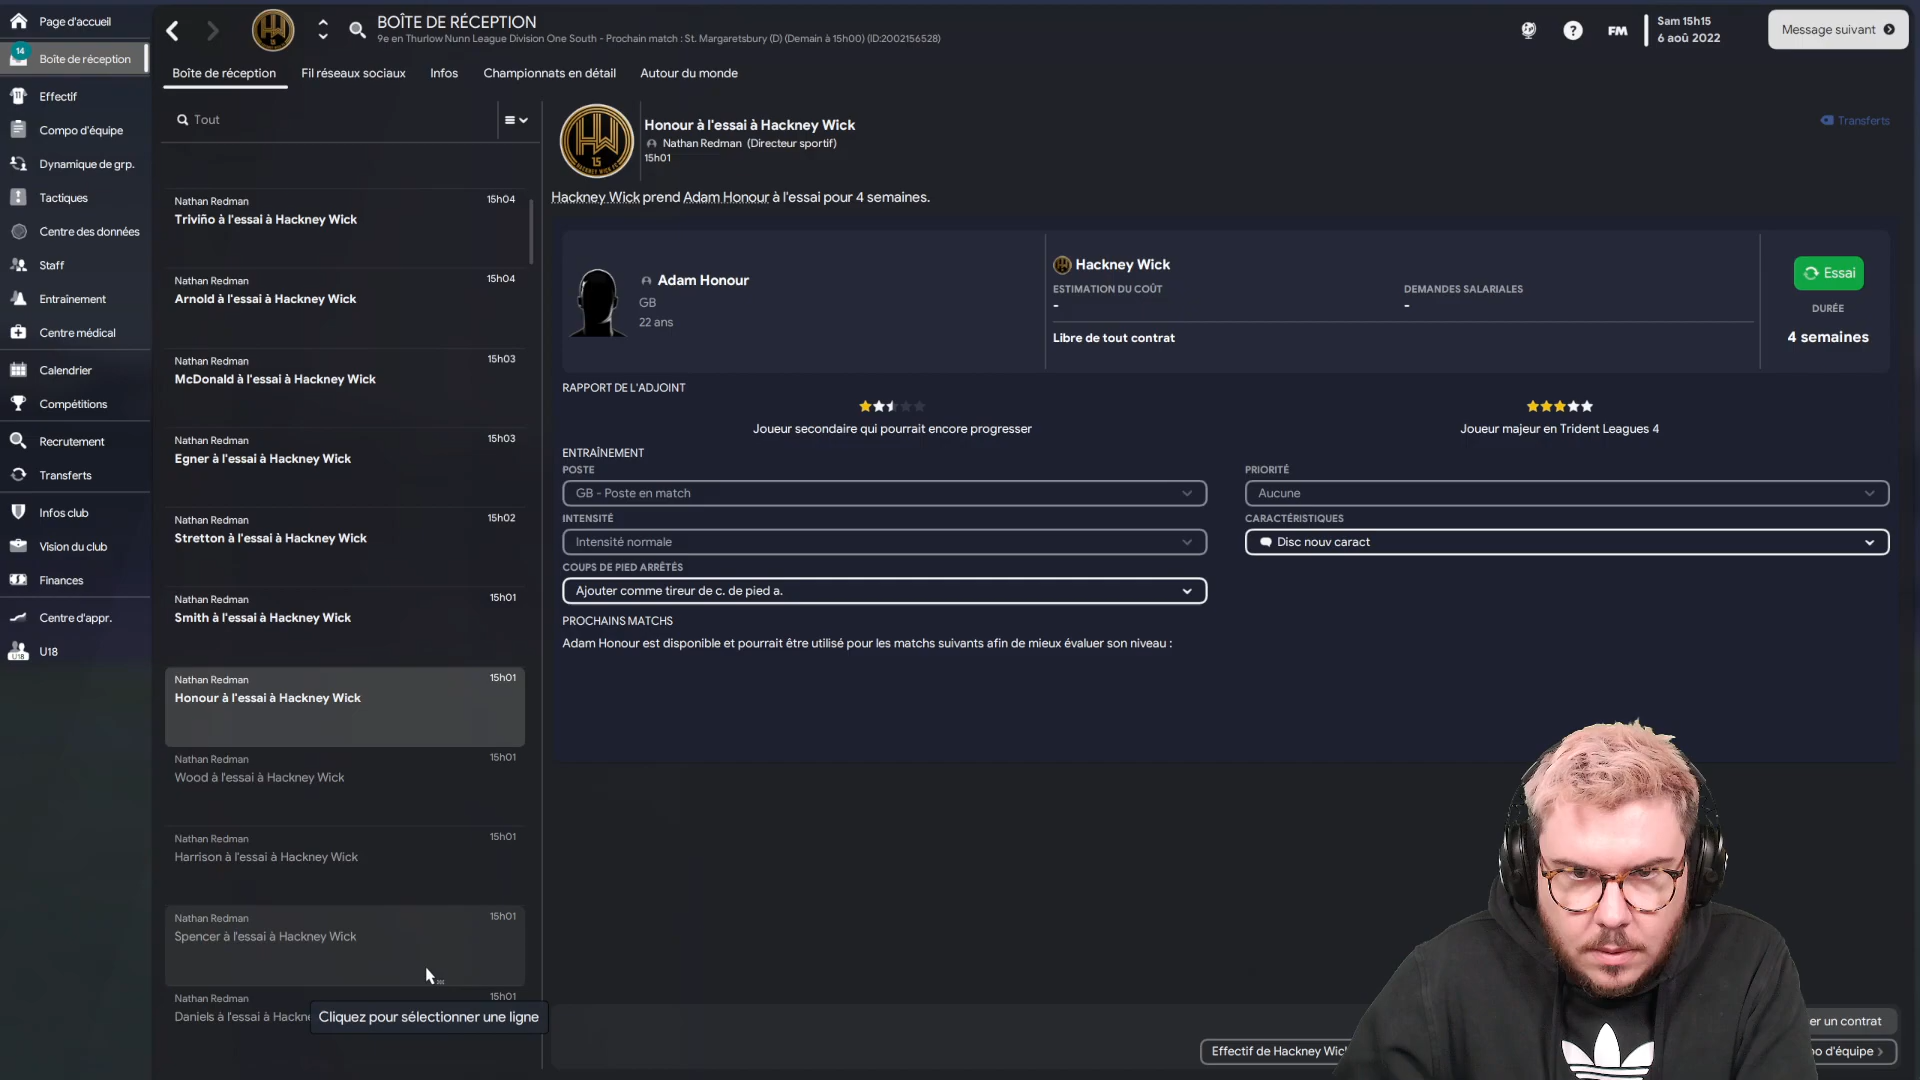 Page d'accueil
14
Boîte de réception
Effectif
Compo d'équipe
Dynamique de grp.
Tactiques
Centre des données
Staff
Entraînement
Centre médical
Calendrier
Compétitions
Recrutement
Transferts
Infos club
Vision du club
Finances
Centre d'appr.
U18
U18
BOÎTE DE RÉCEPTION
9e en Thurlow Nunn League Division One South - Prochain match : St. Margaretsbury (D) (Demain à 15h00) (ID:2002156528)
FM
Sam 15h15
6 aoû 2022
Message suivant
Boîte de réception
Fil réseaux sociaux
Infos
Championnats en détail
Autour du monde
Tout
Nathan Redman 15h04
Triviño à l'essai à Hackney Wick
Nathan Redman 15h04
Arnold à l'essai à Hackney Wick
Nathan Redman 15h03
McDonald à l'essai à Hackney Wick
Nathan Redman 15h03
Egner à l'essai à Hackney Wick
Nathan Redman 15h02
Stretton à l'essai à Hackney Wick
Nathan Redman 15h01
Smith à l'essai à Hackney Wick
Nathan Redman 15h01
Honour à l'essai à Hackney Wick
Nathan Redman 15h01
Wood à l'essai à Hackney Wick
Nathan Redman 15h01
Harrison à l'essai à Hackney Wick
Nathan Redman 15h01
Spencer à l'essai à Hackney Wick
Nathan Redman 15h01
Daniels à l'essai à Hackne
Cliquez pour sélectionner une ligne
HW
15
HACKNEY WICK FC
Honour à l'essai à Hackney Wick
Nathan Redman (Directeur sportif)
15h01
Transferts
Hackney Wick prend Adam Honour à l'essai pour 4 semaines.
Adam Honour
GB
22 ans
Hackney Wick
ESTIMATION DU COÛT
-
DEMANDES SALARIALES
-
Libre de tout contrat
Essai
DURÉE
4 semaines
RAPPORT DE L'ADJOINT
Joueur secondaire qui pourrait encore progresser
Joueur majeur en Trident Leagues 4
ENTRAÎNEMENT
POSTE
GB - Poste en match
PRIORITÉ
Aucune
INTENSITÉ
Intensité normale
CARACTÉRISTIQUES
Disc nouv caract
COUPS DE PIED ARRÊTÉS
Ajouter comme tireur de c. de pied a.
PROCHAINS MATCHS
Adam Honour est disponible et pourrait être utilisé pour les matchs suivants afin de mieux évaluer son niveau :
er un contrat
Effectif de Hackney Wic
o d'équipe